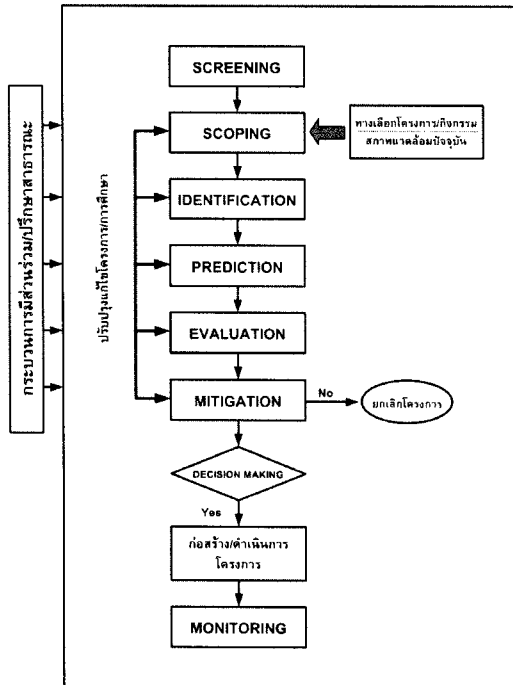 SCREENING
กระบวนการมีส่วนร่วม/ปรึกษาสาธารณะ
ปรับปรุงแก้ไขโครงการ/การศึกษา
SCOPING
ทางเลือกโครงการ/กิจกรรม
สภาพแวดล้อมปัจจุบัน
IDENTIFICATION
PREDICTION
EVALUATION
MITIGATION
No
ยกเลิกโครงการ
DECISION MAKING
Yes
ก่อสร้าง/ดำเนินการ
โครงการ
MONITORING